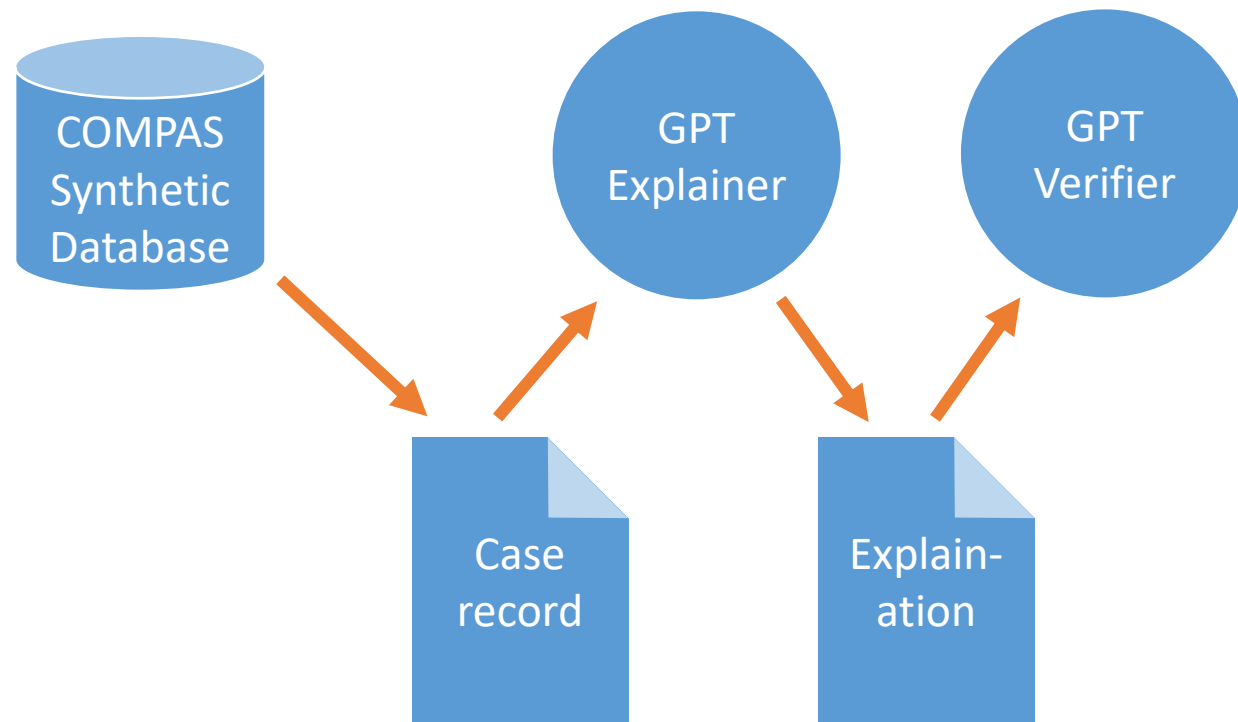 COMPAS
Synthetic
Database
GPT
Explainer
GPT
Verifier
Case
record
Explain-
ation